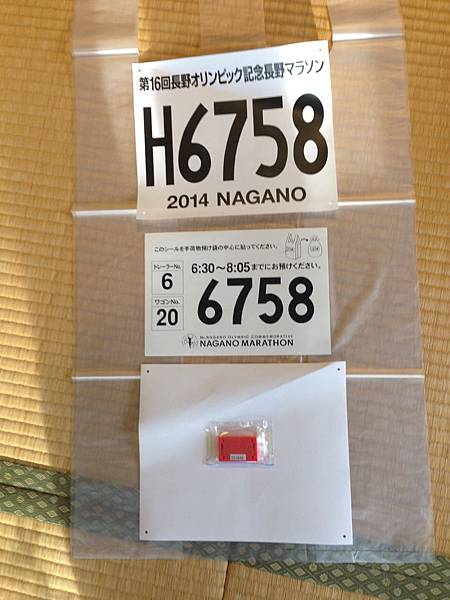 第16回長野オリンピック記念長野マラソン
H6758
2014 NAGANO
このシールを手荷物預け袋の中心に貼ってください。
トレーラーNo.
6
6:30～8:05までにお預けください。
ワゴンNo.
20
6758
OLYMPIC COMMEMORATIVE
NAGANO MARATHON